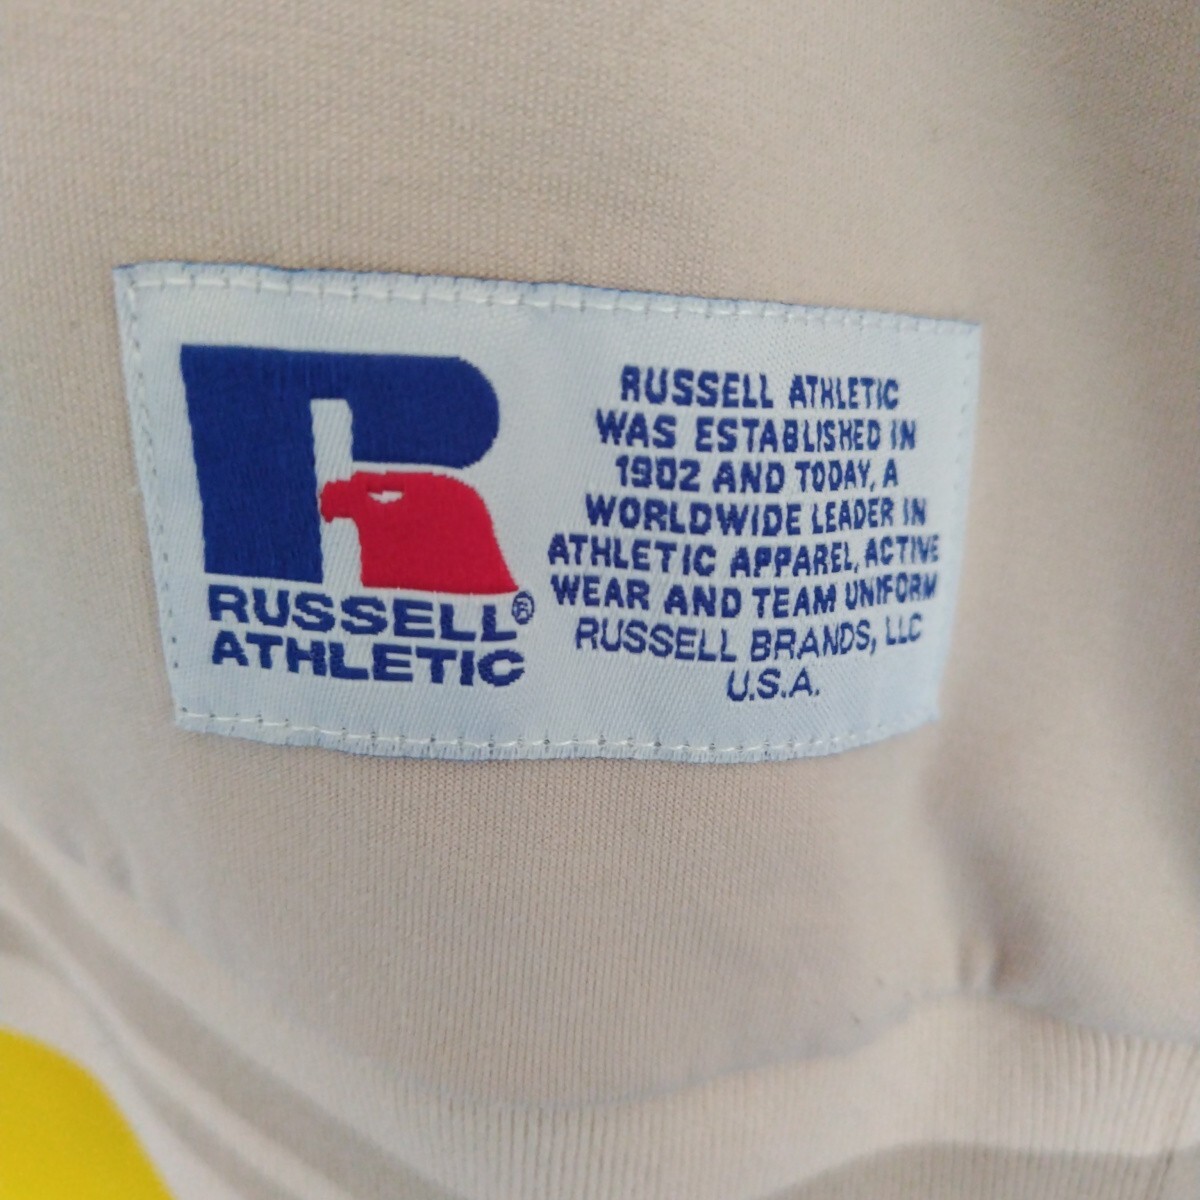 R
RUSSELL®
ATHLETIC
RUSSELL ATHLETIC
WAS ESTABLISHED IN
1902 AND TODAY, A
WORLDWIDE LEADER IN
ATHLETIC APPAREL, ACTIVE
WEAR AND TEAM UNIFORM
RUSSELL BRANDS, LLC
U.S.A.